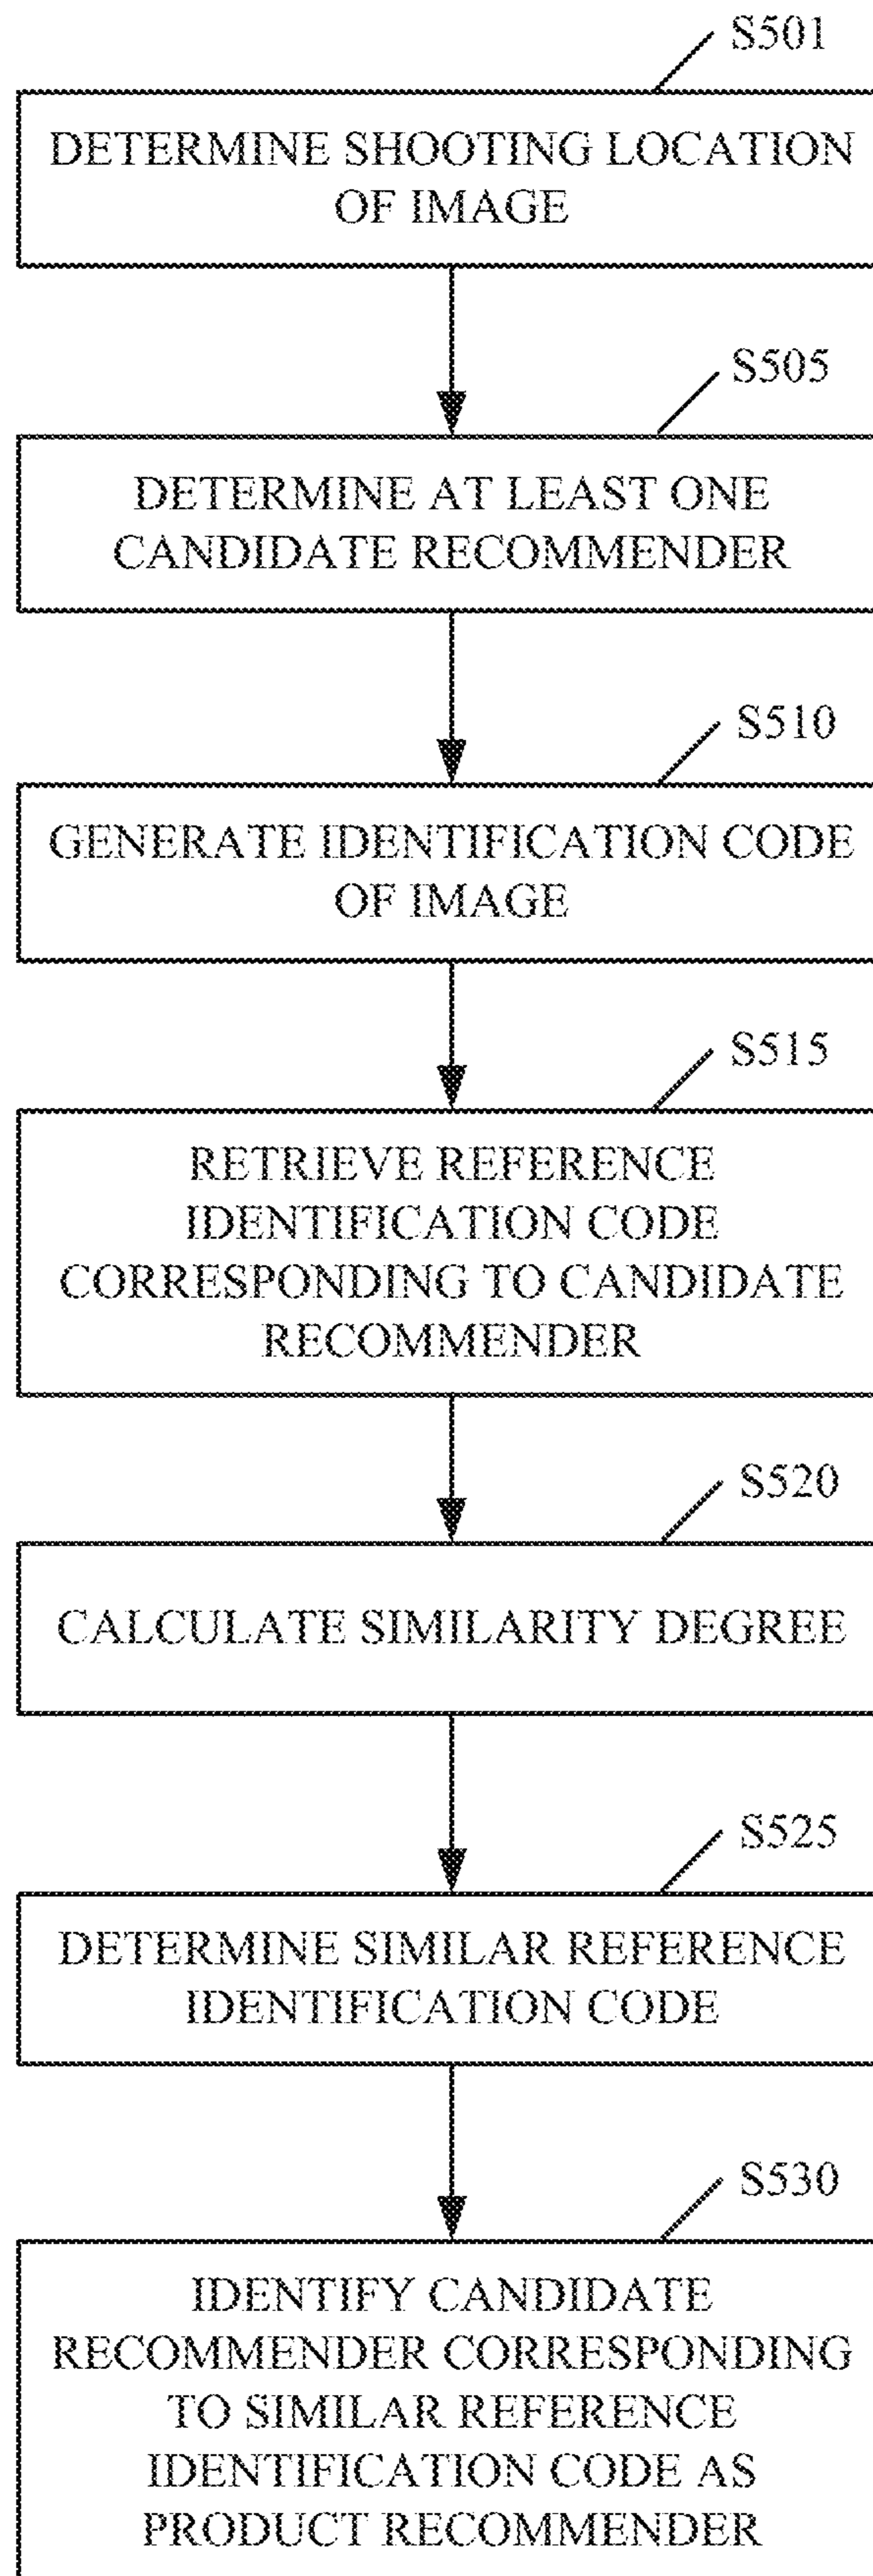 S501
DETERMINE SHOOTING LOCATION
OF IMAGE
S505
DETERMINE AT LEAST ONE
CANDIDATE RECOMMENDER
S510
GENERATE IDENTIFICATION CODE
OF IMAGE
S515
RETRIEVE REFERENCE
IDENTIFICATION CODE
CORRESPONDING TO CANDIDATE
RECOMMENDER
S520
CALCULATE SIMILARITY DEGREE
S525
DETERMINE SIMILAR REFERENCE
IDENTIFICATION CODE
S530
IDENTIFY CANDIDATE
RECOMMENDER CORRESPONDING
TO SIMILAR REFERENCE
IDENTIFICATION CODE AS
PRODUCT RECOMMENDER